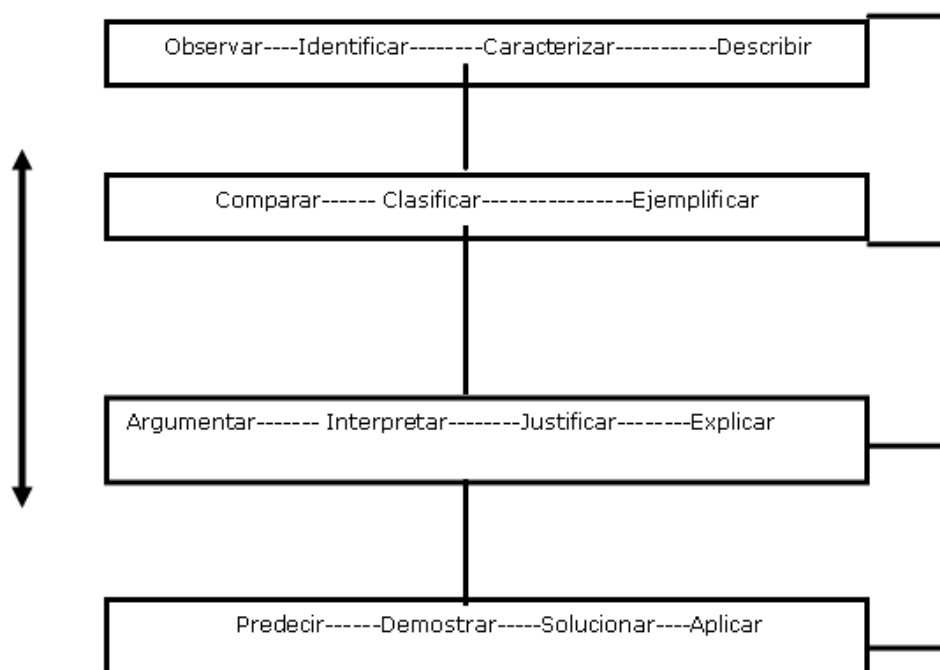 Observar----Identificar--------Caracterizar-----------Describir
Comparar------ Clasificar-----------------Ejemplificar
Argumentar------- Interpretar--------Justificar--------Explicar
Predecir------Demostrar-----Solucionar----Aplicar